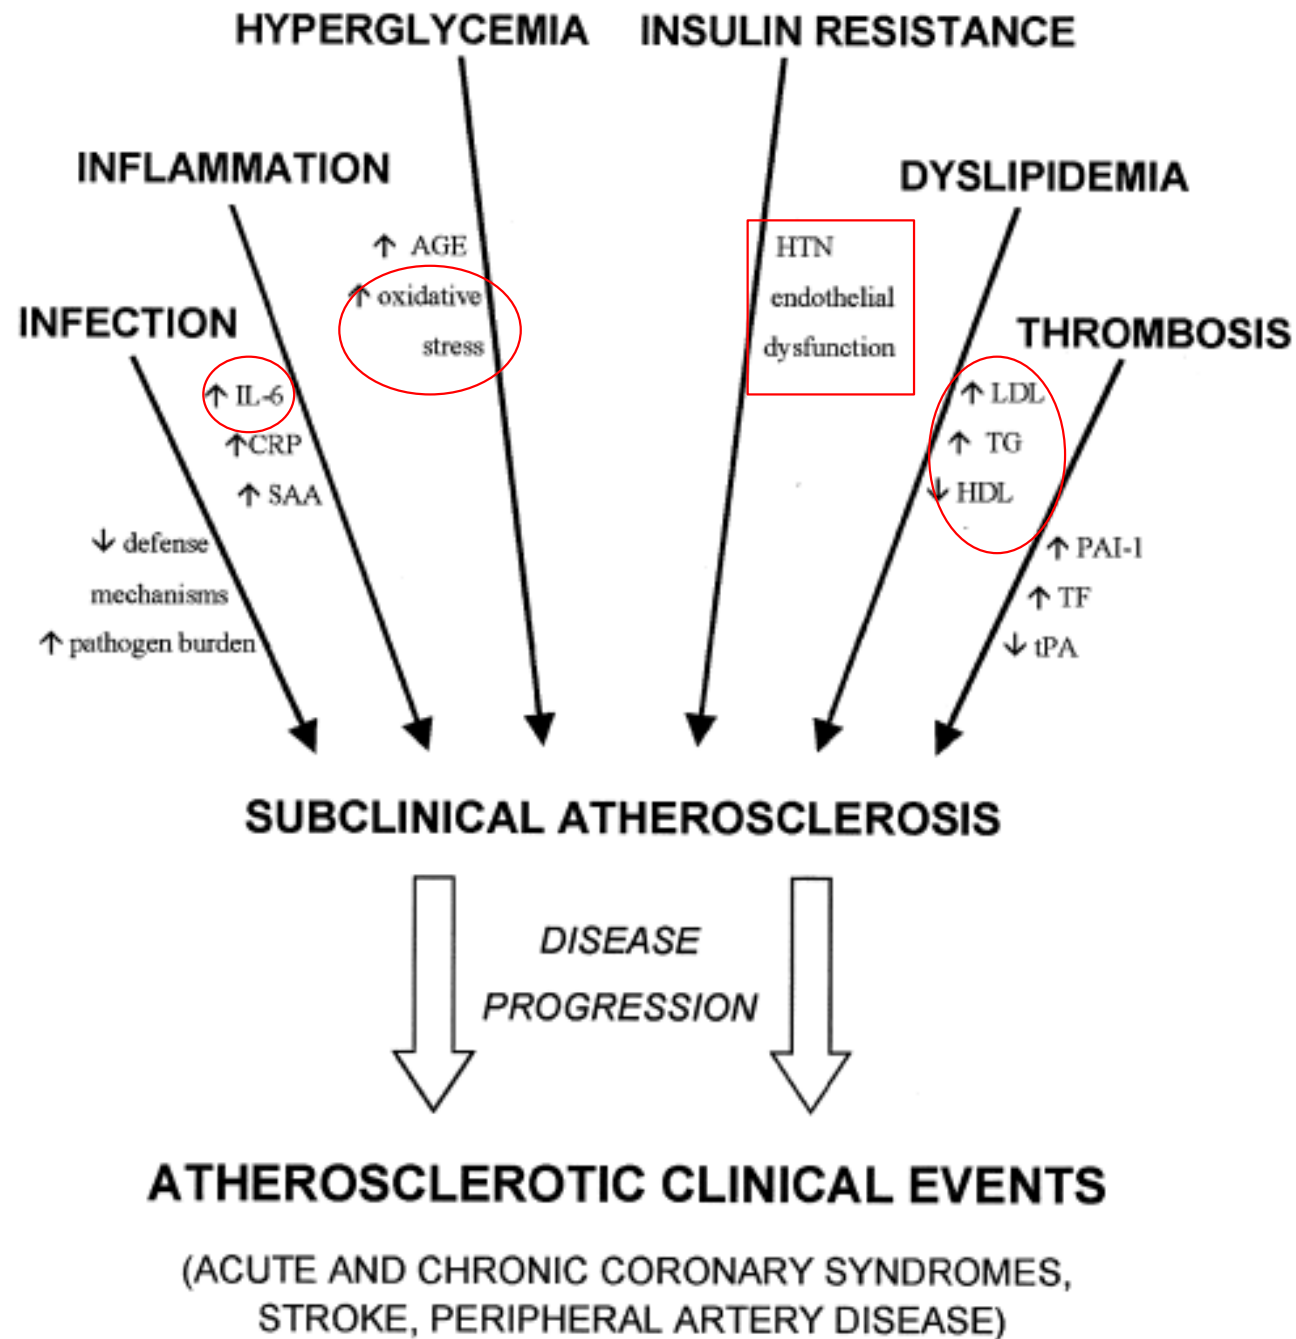 HYPERGLYCEMIA
INSULIN RESISTANCE
INFLAMMATION
DYSLIPIDEMIA
INFECTION
THROMBOSIS
↑ AGE
↑ oxidative
stress
HTN
endothelial
dysfunction
↑ IL-6
↑CRP
↑ SAA
↑ LDL
↑ TG
↓ HDL
↓ defense
mechanisms
↑ pathogen burden
↑ PAI-1
↑ TF
↓ tPA
SUBCLINICAL ATHEROSCLEROSIS
DISEASE
PROGRESSION
ATHEROSCLEROTIC CLINICAL EVENTS
(ACUTE AND CHRONIC CORONARY SYNDROMES,
STROKE, PERIPHERAL ARTERY DISEASE)